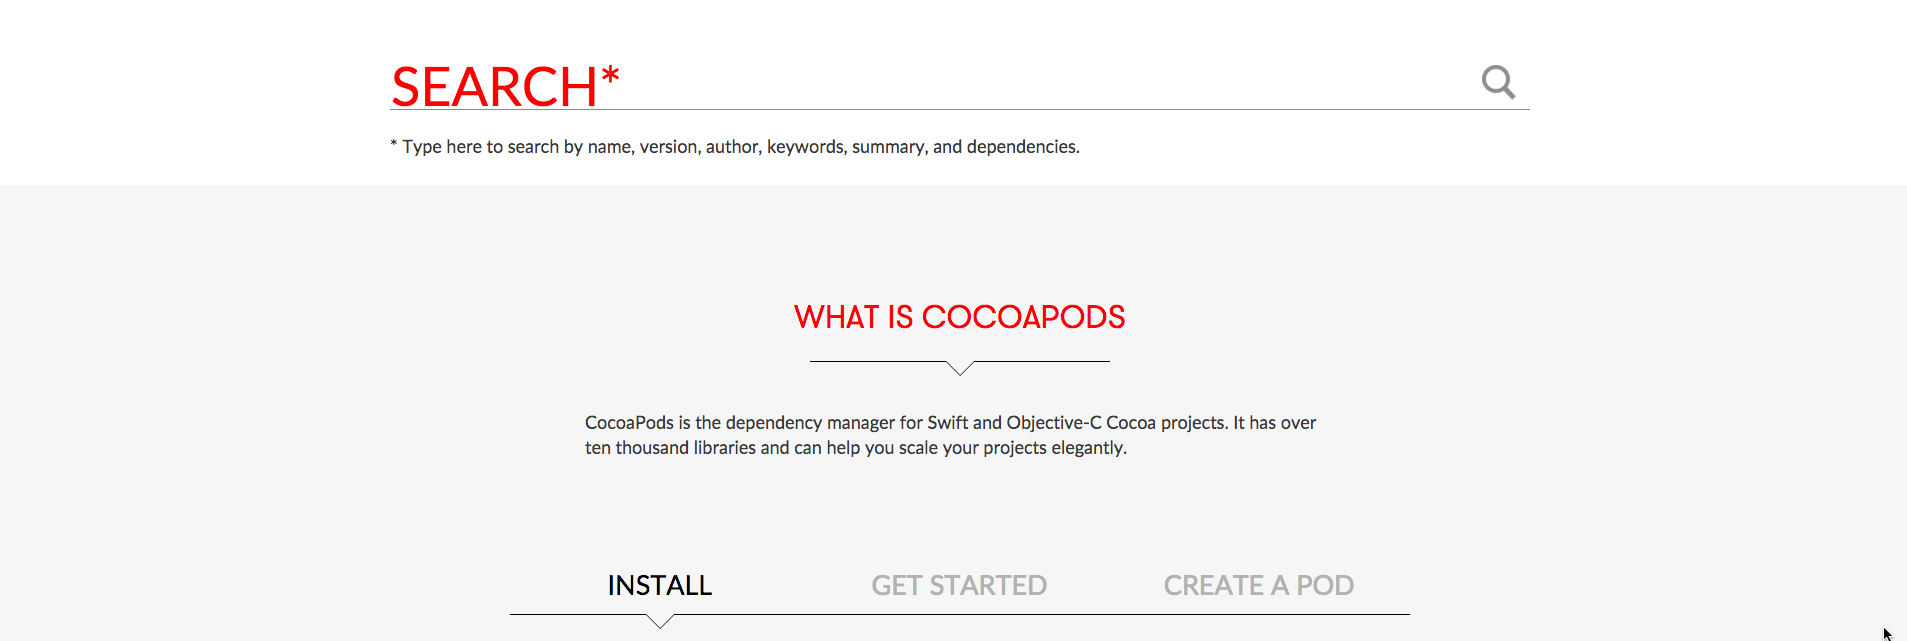 SEARCH*
* Type here to search by name, version, author, keywords, summary, and dependencies.
WHAT IS COCOAPODS
CocoaPods is the dependency manager for Swift and Objective-C Cocoa projects. It has over
ten thousand libraries and can help you scale your projects elegantly.
INSTALL GET STARTED CREATE A POD